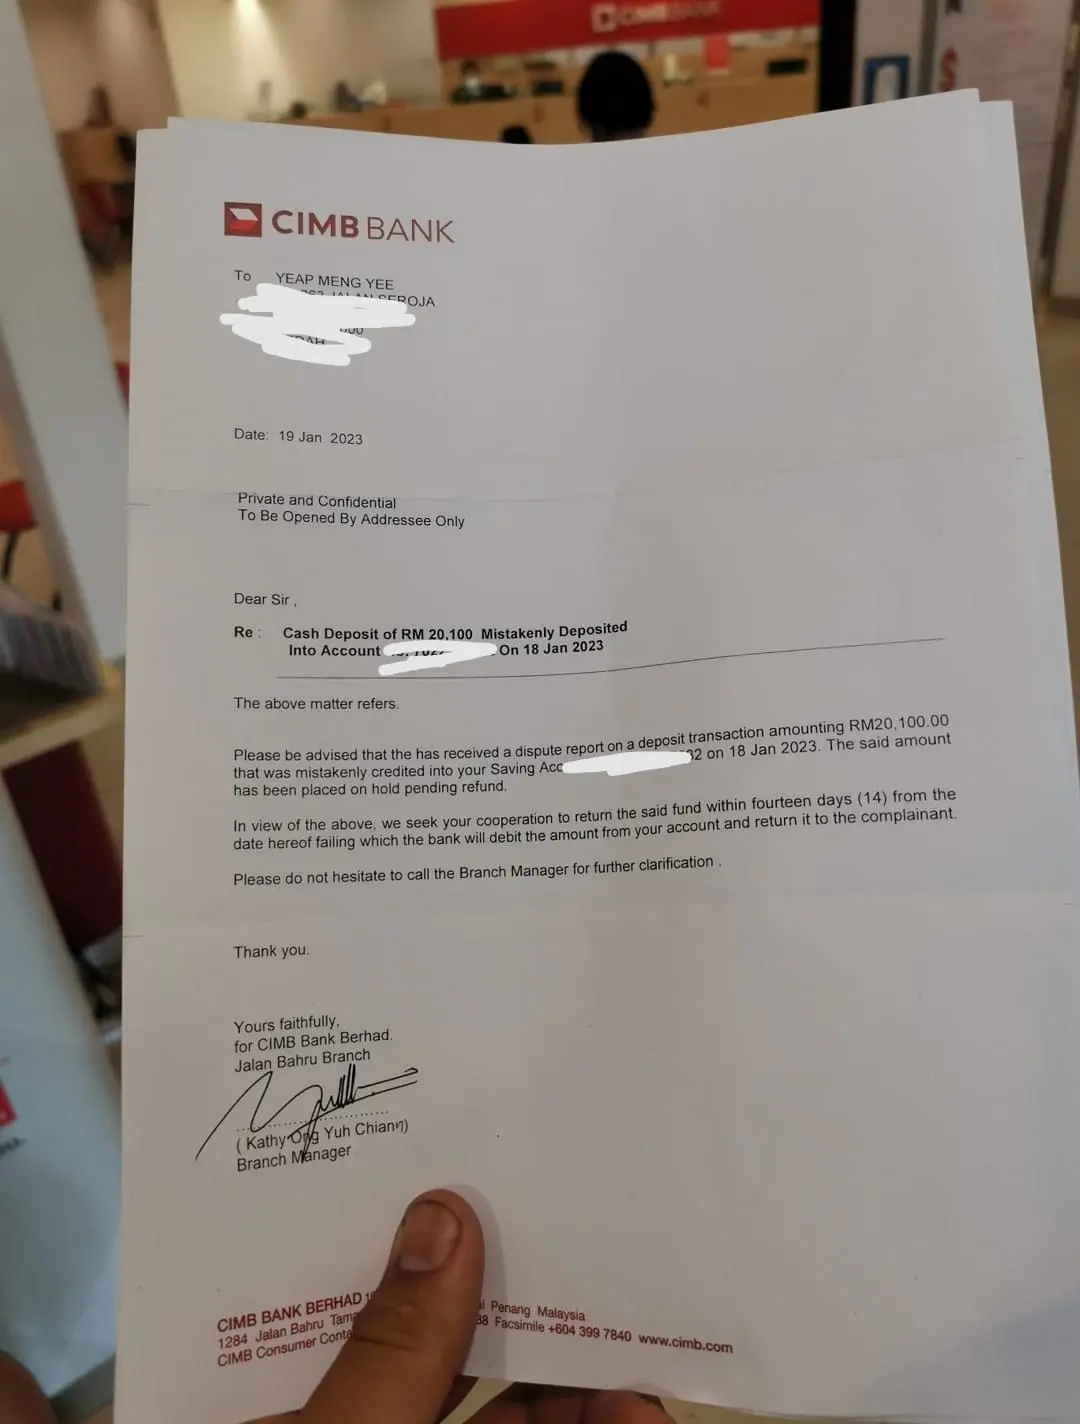 CIMB BANK
CIMB BANK
To YEAP MENG YEE
SEROJA
Date: 19 Jan 2023
Private and Confidential
To Be Opened By Addressee Only
Dear Sir ,
Re : Cash Deposit of RM 20,100 Mistakenly Deposited
Into Account On 18 Jan 2023
The above matter refers.
Please be advised that the has received a dispute report on a deposit transaction amounting RM20,100.00
that was mistakenly credited into your Saving on 18 Jan 2023. The said amount
has been placed on hold pending refund.
In view of the above, we seek your cooperation to return the said fund within fourteen days (14) from the
date hereof failing which the bank will debit the amount from your account and return it to the complainant.
Please do not hesitate to call the Branch Manager for further clarification .
Thank you.
Yours faithfully,
for CIMB Bank Berhad.
Jalan Bahru Branch
( Kathy Ong Yuh Chiann)
Branch Manager
CIMB BANK BERHAD Penang Malaysia
1284 Jalan Bahru Facsimile +604 399 7840 www.cimb.com
CIMB Consumer